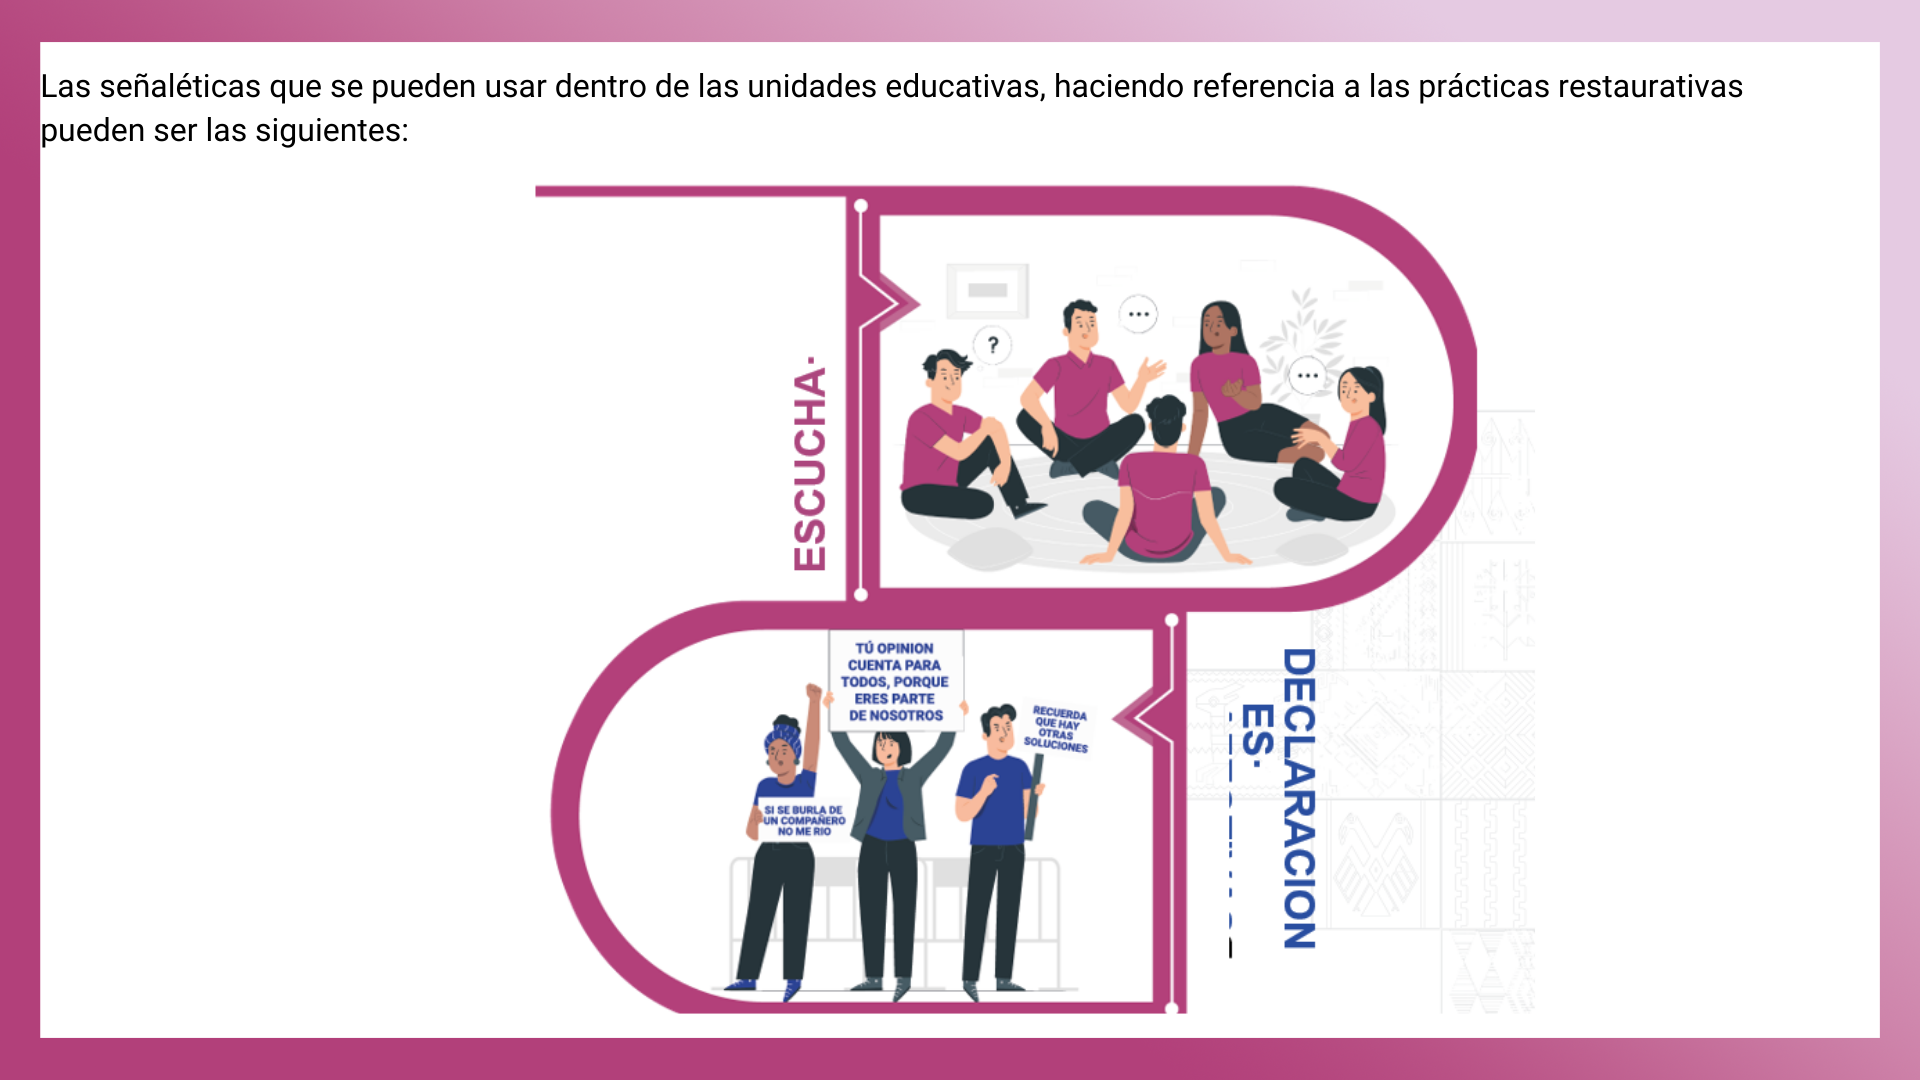 Las señaléticas que se pueden usar dentro de las unidades educativas, haciendo referencia a las prácticas restaurativas
pueden ser las siguientes:
ESCUCHA·
?
...
...
TÚ OPINION
CUENTA PARA
TODOS, PORQUE
ERES PARTE
DE NOSOTROS
RECUERDA
QUE HAY
OTRAS
SOLUCIONES
SI SE BURLA DE
UN COMPAÑERO
NO ME RIO
DECLARACION
ES·